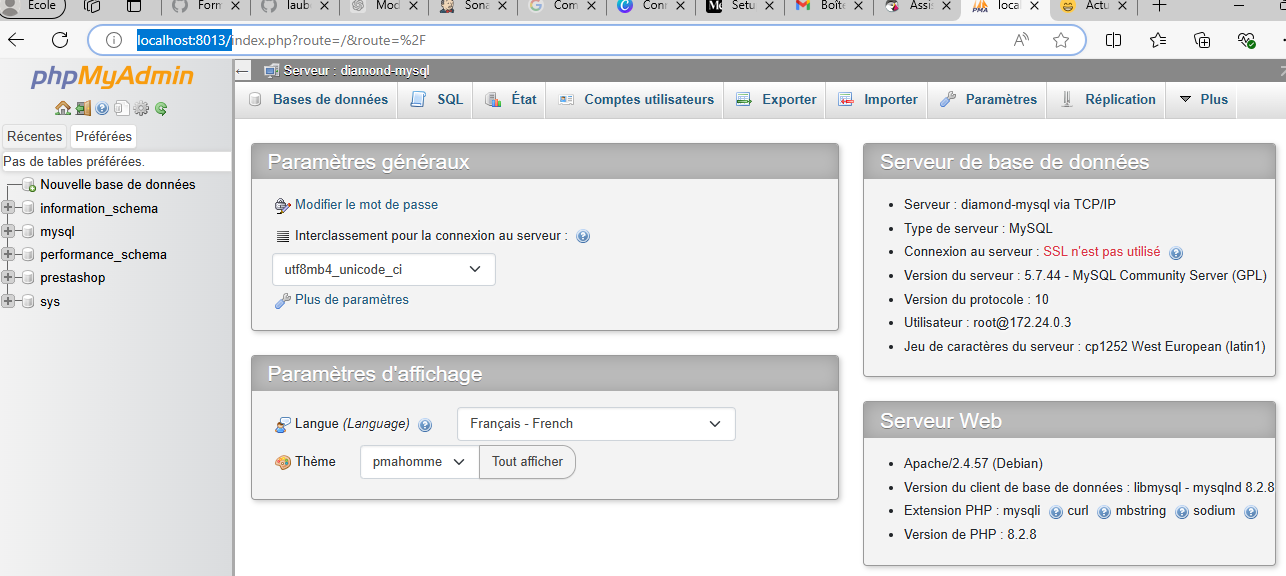 École
Form
laub
Mod
Sona
Com
Conn
Setu
Boîte
Assis
loca
Actu
localhost:8013/index.php?route=/&route=%2F
phpMyAdmin
Récentes
Préférées
Pas de tables préférées.
Nouvelle base de données
information_schema
mysql
performance_schema
prestashop
sys
Serveur : diamond-mysql
Bases de données
SQL
État
Comptes utilisateurs
Exporter
Importer
Paramètres
Réplication
Plus
Paramètres généraux
Modifier le mot de passe
Interclassement pour la connexion au serveur :
utf8mb4_unicode_ci
Plus de paramètres
Paramètres d'affichage
Langue (Language)
Français - French
Thème
pmahomme
Tout afficher
Serveur de base de données
Serveur : diamond-mysql via TCP/IP
Type de serveur : MySQL
Connexion au serveur : SSL n'est pas utilisé
Version du serveur : 5.7.44 - MySQL Community Server (GPL)
Version du protocole : 10
Utilisateur : root@172.24.0.3
Jeu de caractères du serveur : cp1252 West European (latin1)
Serveur Web
Apache/2.4.57 (Debian)
Version du client de base de données : libmysql - mysqlnd 8.2.8
Extension PHP : mysqli curl mbstring sodium
Version de PHP : 8.2.8